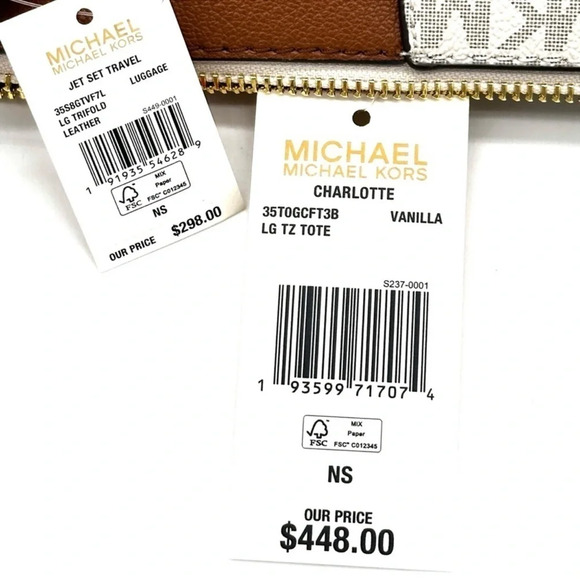 MICHAEL
MICHAEL KORS
JET SET TRAVEL
35S8GTVF7L LUGGAGE
LG TRIFOLD
LEATHER
S449-0001
1 91935 54628 9
FSC
MIX
Paper
FSC® C012345
NS
OUR PRICE $298.00
MICHAEL
MICHAEL KORS
CHARLOTTE
35T0GCFT3B VANILLA
LG TZ TOTE
S237-0001
1 93599 71707 4
FSC
MIX
Paper
FSC® C012345
NS
OUR PRICE
$448.00